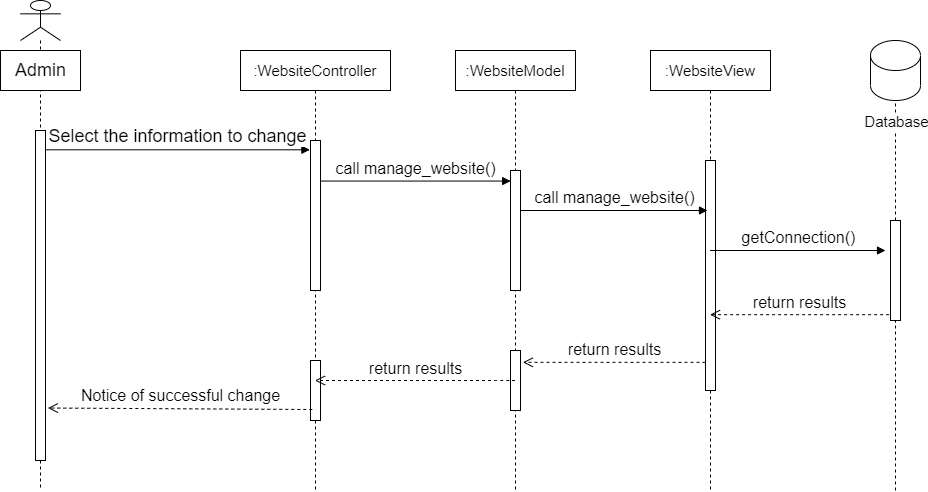 Admin
:WebsiteController
:WebsiteModel
:WebsiteView
Database
Select the information to change
call manage_website()
call manage_website()
getConnection()
return results
return results
return results
Notice of successful change